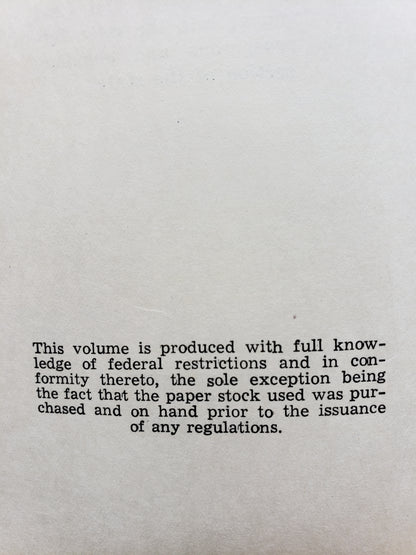 This volume is produced with full know-
ledge of federal restrictions and in con-
formity thereto, the sole exception being
the fact that the paper stock used was pur-
chased and on hand prior to the issuance
of any regulations.